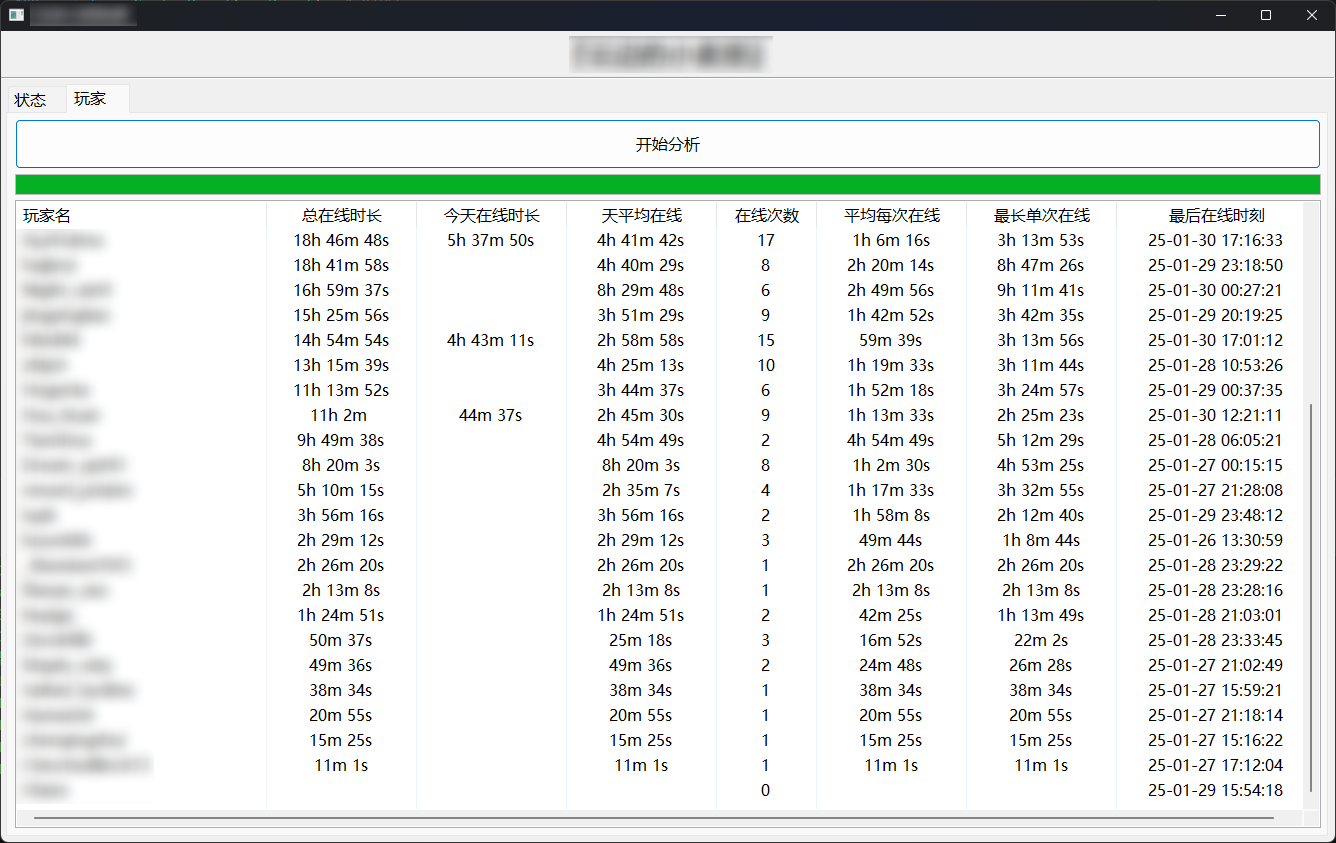 状态 玩家
开始分析
玩家名 总在线时长 今天在线时长 天平均在线 在线次数 平均每次在线 最长单次在线 最后在线时刻
18h 46m 48s 5h 37m 50s 4h 41m 42s 17 1h 6m 16s 3h 13m 53s 25-01-30 17:16:33
18h 41m 58s 4h 40m 29s 8 2h 20m 14s 8h 47m 26s 25-01-29 23:18:50
16h 59m 37s 8h 29m 48s 6 2h 49m 56s 9h 11m 41s 25-01-30 00:27:21
15h 25m 56s 3h 51m 29s 9 1h 42m 52s 3h 42m 35s 25-01-29 20:19:25
14h 54m 54s 4h 43m 11s 2h 58m 58s 15 59m 39s 3h 13m 56s 25-01-30 17:01:12
13h 15m 39s 4h 25m 13s 10 1h 19m 33s 3h 11m 44s 25-01-28 10:53:26
11h 13m 52s 3h 44m 37s 6 1h 52m 18s 3h 24m 57s 25-01-29 00:37:35
11h 2m 44m 37s 2h 45m 30s 9 1h 13m 33s 2h 25m 23s 25-01-30 12:21:11
9h 49m 38s 4h 54m 49s 2 4h 54m 49s 5h 12m 29s 25-01-28 06:05:21
8h 20m 3s 8h 20m 3s 8 1h 2m 30s 4h 53m 25s 25-01-27 00:15:15
5h 10m 15s 2h 35m 7s 4 1h 17m 33s 3h 32m 55s 25-01-27 21:28:08
3h 56m 16s 3h 56m 16s 2 1h 58m 8s 2h 12m 40s 25-01-29 23:48:12
2h 29m 12s 2h 29m 12s 3 49m 44s 1h 8m 44s 25-01-26 13:30:59
2h 26m 20s 2h 26m 20s 1 2h 26m 20s 2h 26m 20s 25-01-28 23:29:22
2h 13m 8s 2h 13m 8s 1 2h 13m 8s 2h 13m 8s 25-01-28 23:28:16
1h 24m 51s 1h 24m 51s 2 42m 25s 1h 13m 49s 25-01-28 21:03:01
50m 37s 25m 18s 3 16m 52s 22m 2s 25-01-28 23:33:45
49m 36s 49m 36s 2 24m 48s 26m 28s 25-01-27 21:02:49
38m 34s 38m 34s 1 38m 34s 38m 34s 25-01-27 15:59:21
20m 55s 20m 55s 1 20m 55s 20m 55s 25-01-27 21:18:14
15m 25s 15m 25s 1 15m 25s 15m 25s 25-01-27 15:16:22
11m 1s 11m 1s 1 11m 1s 11m 1s 25-01-27 17:12:04
0 25-01-29 15:54:18